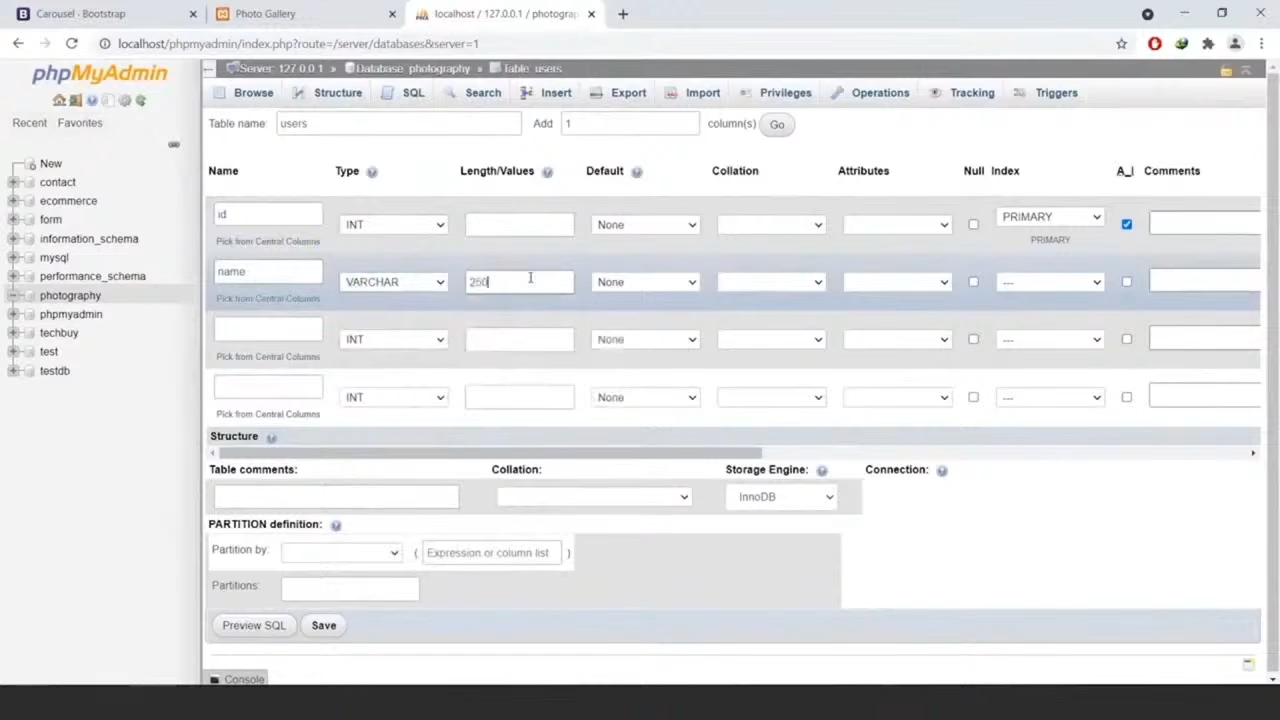 Carousel - Bootstrap
Photo Gallery
localhost / 127.0.0.1 / photograp
localhost/phpmyadmin/index.php?route=/server/databases&server=1
phpMyAdmin
Recent Favorites
New
contact
ecommerce
form
information_schema
mysql
performance_schema
photography
phpmyadmin
techbuy
test
testdb
Server: 127.0.0.1 » Database: photography » Table: users
Browse Structure SQL Search Insert Export Import Privileges Operations Tracking Triggers
Table name: users Add 1 column(s) Go
Name Type Length/Values Default Collation Attributes Null Index A_I Comments
id INT None PRIMARY
Pick from Central Columns PRIMARY
name VARCHAR 250 None ---
Pick from Central Columns
INT None ---
Pick from Central Columns
INT None ---
Pick from Central Columns
Structure
Table comments: Collation: Storage Engine: Connection:
InnoDB
PARTITION definition:
Partition by: ( Expression or column list )
Partitions:
Preview SQL Save
Console